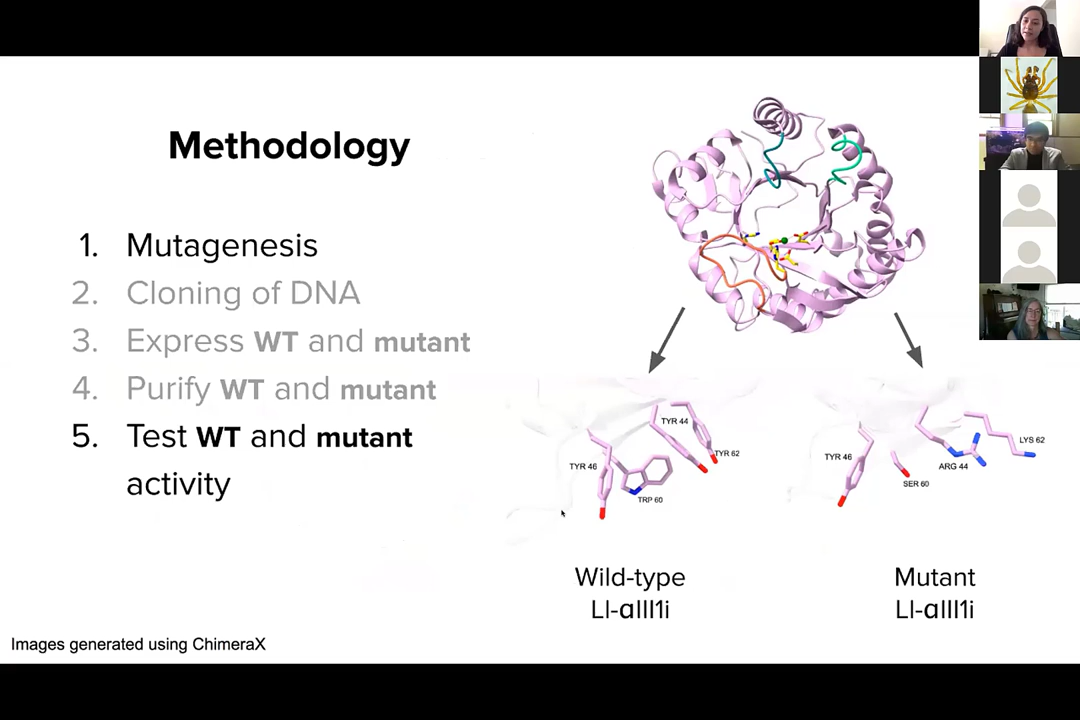 Methodology
1. Mutagenesis
2. Cloning of DNA
3. Express WT and mutant
4. Purify WT and mutant
5. Test WT and mutant
activity
TYR 44
TYR 62
TYR 46
TRP 60
TYR 46
SER 60
ARG 44
LYS 62
Wild-type
Ll-αIII1i
Mutant
Ll-αIII1i
Images generated using ChimeraX